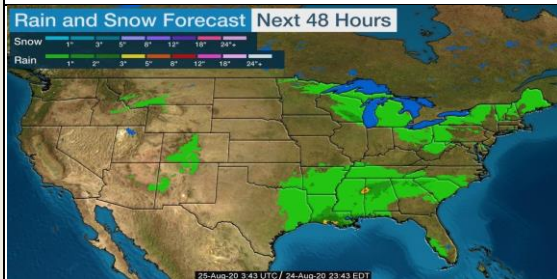 Rain and Snow Forecast Next 48 Hours
Snow
1" 3" 5" 8" 12" 18" 24"+
Rain
1" 2" 3" 5" 8" 12" 18" 24"+
25-Aug-20 3:43 UTC / 24-Aug-20 23:43 EDT